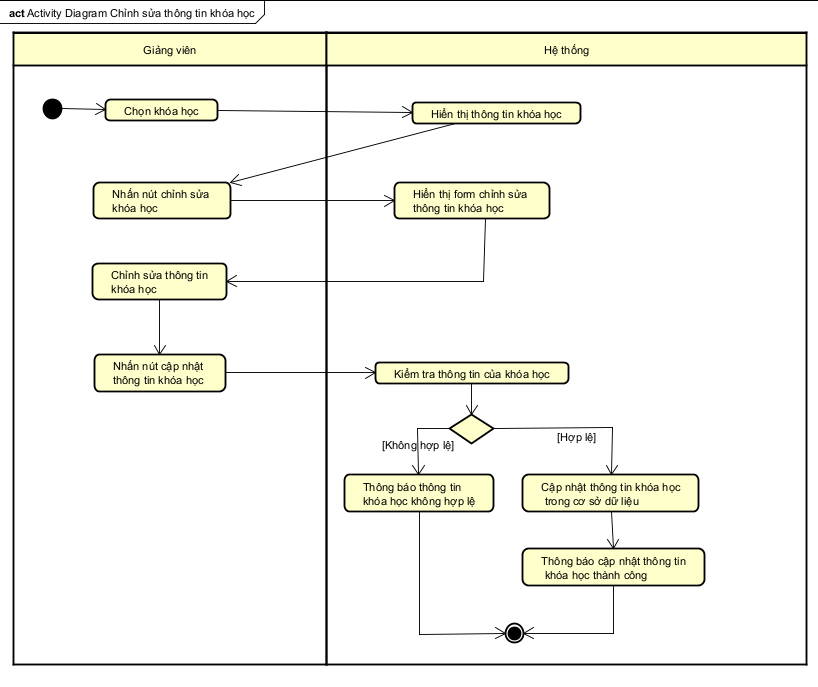 act Activity Diagram Chỉnh sửa thông tin khóa học
Giảng viên
Hệ thống
Chọn khóa học
Hiển thị thông tin khóa học
Nhấn nút chỉnh sửa
khóa học
Hiển thị form chỉnh sửa
thông tin khóa học
Chỉnh sửa thông tin
khóa học
Nhấn nút cập nhật
thông tin khóa học
Kiểm tra thông tin của khóa học
[Không hợp lệ]
[Hợp lệ]
Thông báo thông tin
khóa học không hợp lệ
Cập nhật thông tin khóa học
trong cơ sở dữ liệu
Thông báo cập nhật thông tin
khóa học thành công